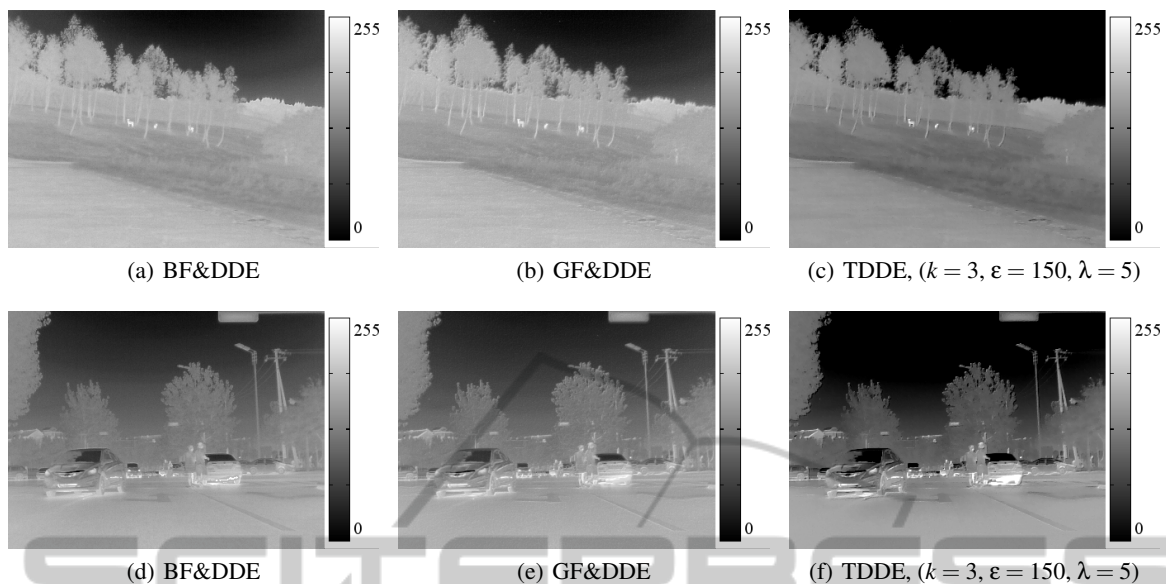 255
0
255
0
255
0
(a) BF&DDE
(b) GF&DDE
(c) TDDE, (k = 3, ε = 150, λ = 5)
255
0
255
0
255
0
SCITEPRESS
(d) BF&DDE
(e) GF&DDE
(f) TDDE, (k = 3, ε = 150, λ = 5)